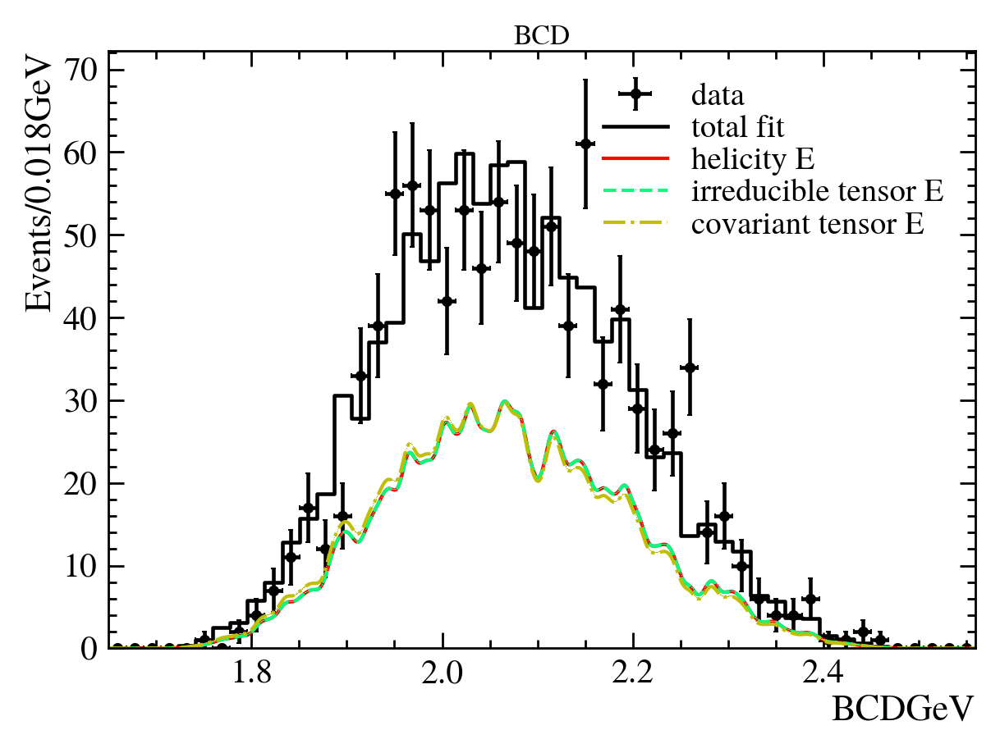 BCD
70
60
50
40
30
20
10
0
Events/0.018GeV
data
total fit
helicity E
irreducible tensor E
covariant tensor E
1.8
2.0
2.2
2.4
BCDGeV